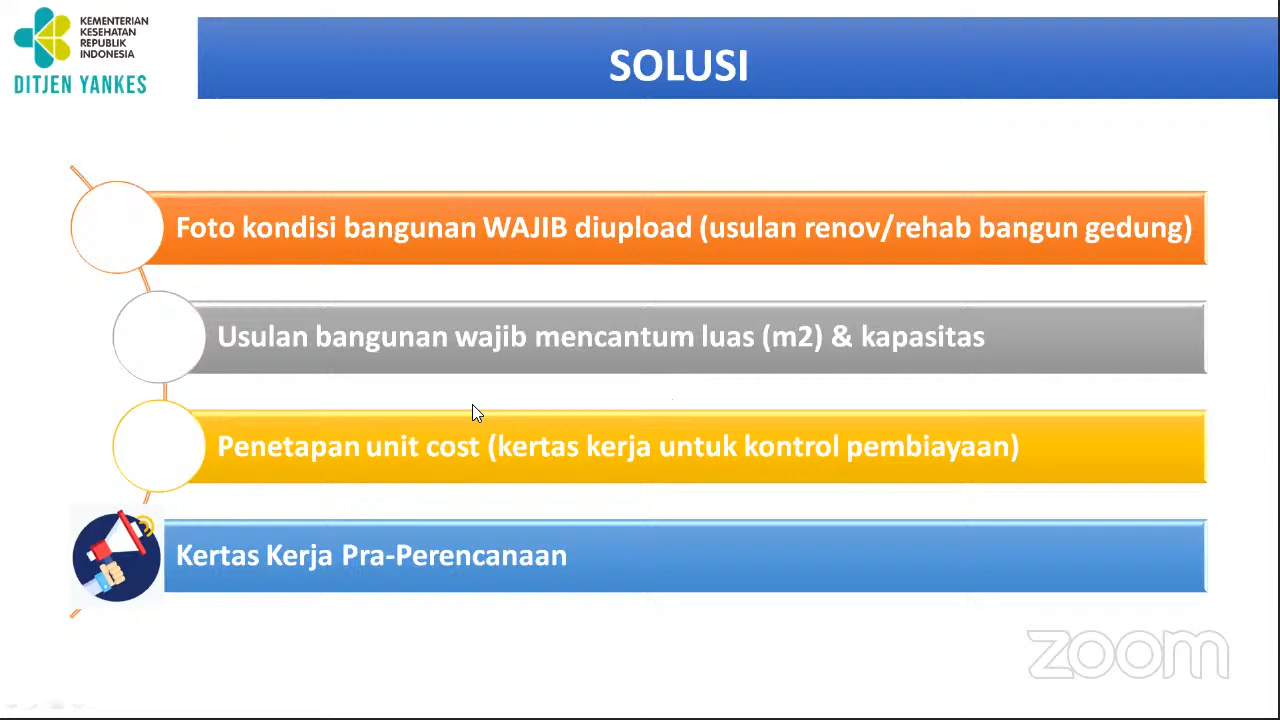 KEMENTERIAN
KESEHATAN
REPUBLIK
INDONESIA
DITJEN YANKES
SOLUSI
Foto kondisi bangunan WAJIB diupload (usulan renov/rehab bangun gedung)
Usulan bangunan wajib mencantum luas (m2) & kapasitas
Penetapan unit cost (kertas kerja untuk kontrol pembiayaan)
Kertas Kerja Pra-Perencanaan
zoom